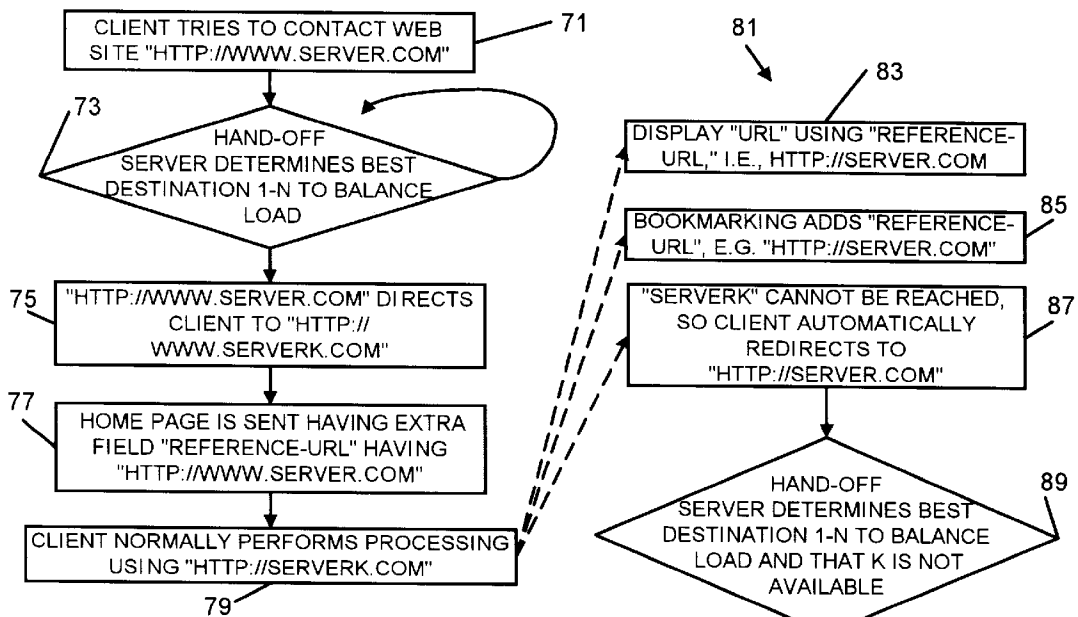 CLIENT TRIES TO CONTACT WEB
SITE "HTTP://WWW.SERVER.COM"
71
73
HAND-OFF
SERVER DETERMINES BEST
DESTINATION 1-N TO BALANCE
LOAD
75
"HTTP://WWW.SERVER.COM" DIRECTS
CLIENT TO "HTTP://
WWW.SERVERK.COM"
77
HOME PAGE IS SENT HAVING EXTRA
FIELD "REFERENCE-URL" HAVING
"HTTP://WWW.SERVER.COM"
CLIENT NORMALLY PERFORMS PROCESSING
USING "HTTP://SERVERK.COM"
79
81
83
DISPLAY "URL" USING "REFERENCE-
URL," I.E., HTTP://SERVER.COM
85
BOOKMARKING ADDS "REFERENCE-
URL", E.G. "HTTP://SERVER.COM"
"SERVERK" CANNOT BE REACHED,
SO CLIENT AUTOMATICALLY
REDIRECTS TO
"HTTP://SERVER.COM"
87
HAND-OFF
SERVER DETERMINES BEST
DESTINATION 1-N TO BALANCE
LOAD AND THAT K IS NOT
AVAILABLE
89